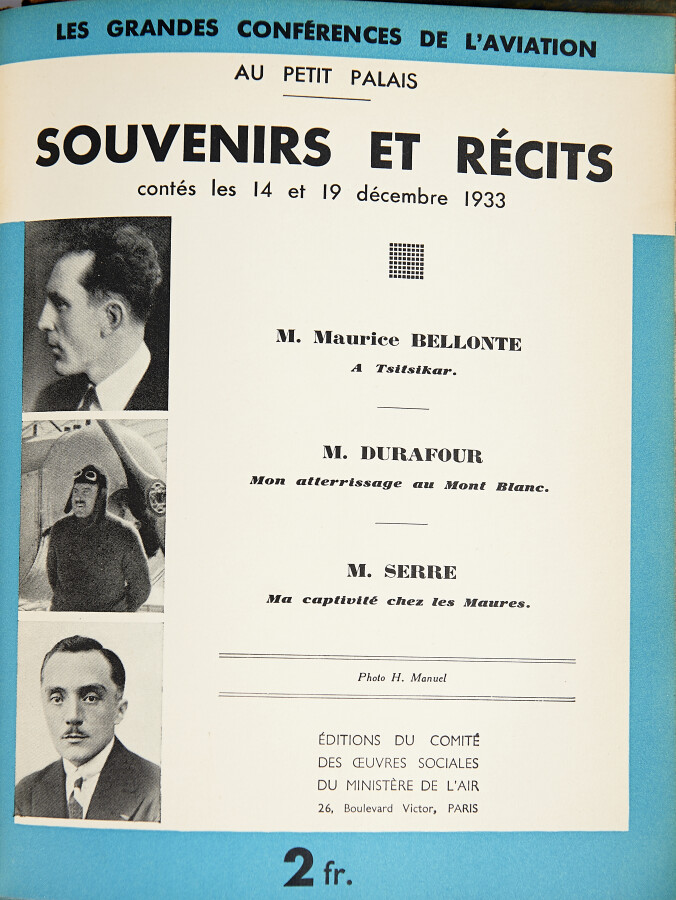 LES GRANDES CONFÉRENCES DE L'AVIATION
AU PETIT PALAIS
SOUVENIRS ET RÉCITS
contés les 14 et 19 décembre 1933
M. Maurice BELLONTE
A Tsitsikar.
M. DURAFOUR
Mon atterrissage au Mont Blanc.
M. SERRE
Ma captivité chez les Maures.
Photo H. Manuel
ÉDITIONS DU COMITÉ
DES ŒUVRES SOCIALES
DU MINISTÈRE DE L'AIR
26, Boulevard Victor, PARIS
2 fr.